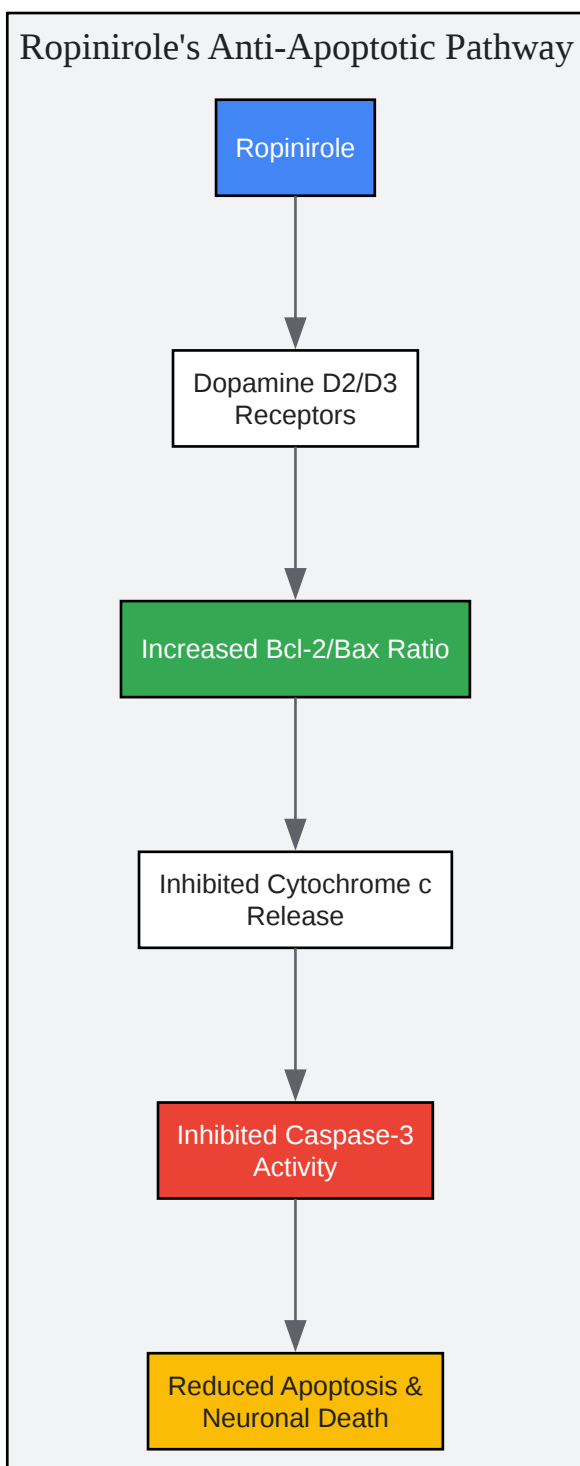 Ropinirole's Anti-Apoptotic Pathway
Ropinirole
Dopamine D2/D3
Receptors
Increased Bcl-2/Bax Ratio
Inhibited Cytochrome c
Release
Inhibited Caspase-3
Activity
Reduced Apoptosis &
Neuronal Death